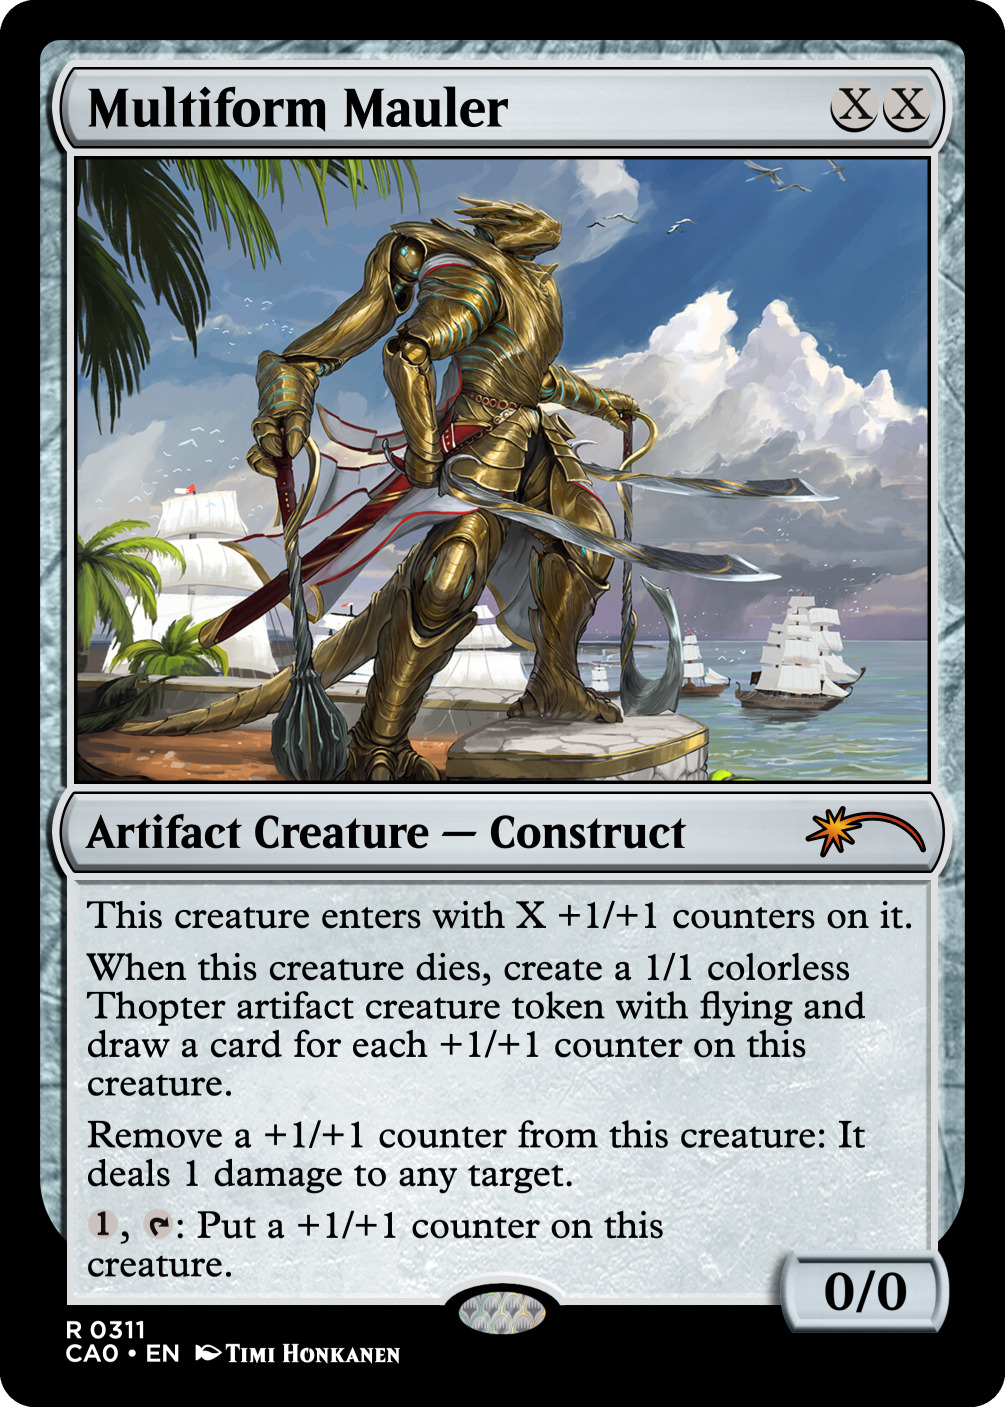 Multiform Mauler X X
Artifact Creature — Construct
This creature enters with X +1/+1 counters on it.
When this creature dies, create a 1/1 colorless
Thopter artifact creature token with flying and
draw a card for each +1/+1 counter on this
creature.
Remove a +1/+1 counter from this creature: It
deals 1 damage to any target.
1, : Put a +1/+1 counter on this
creature.
0/0
R 0311
CAO • EN Timi Honkanen